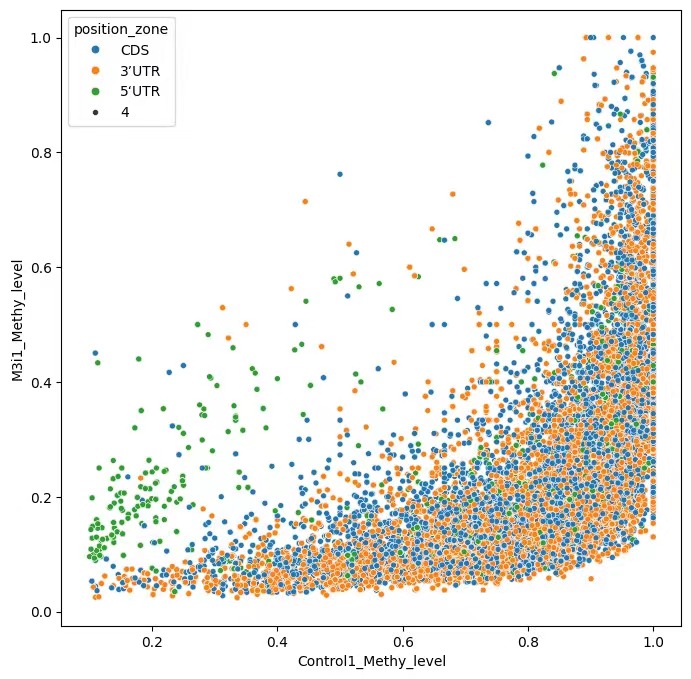 position_zone
CDS
3’UTR
5‘UTR
4
1.0
0.8
0.6
0.4
0.2
0.0
M3i1_Methy_level
0.2 0.4 0.6 0.8 1.0
Control1_Methy_level